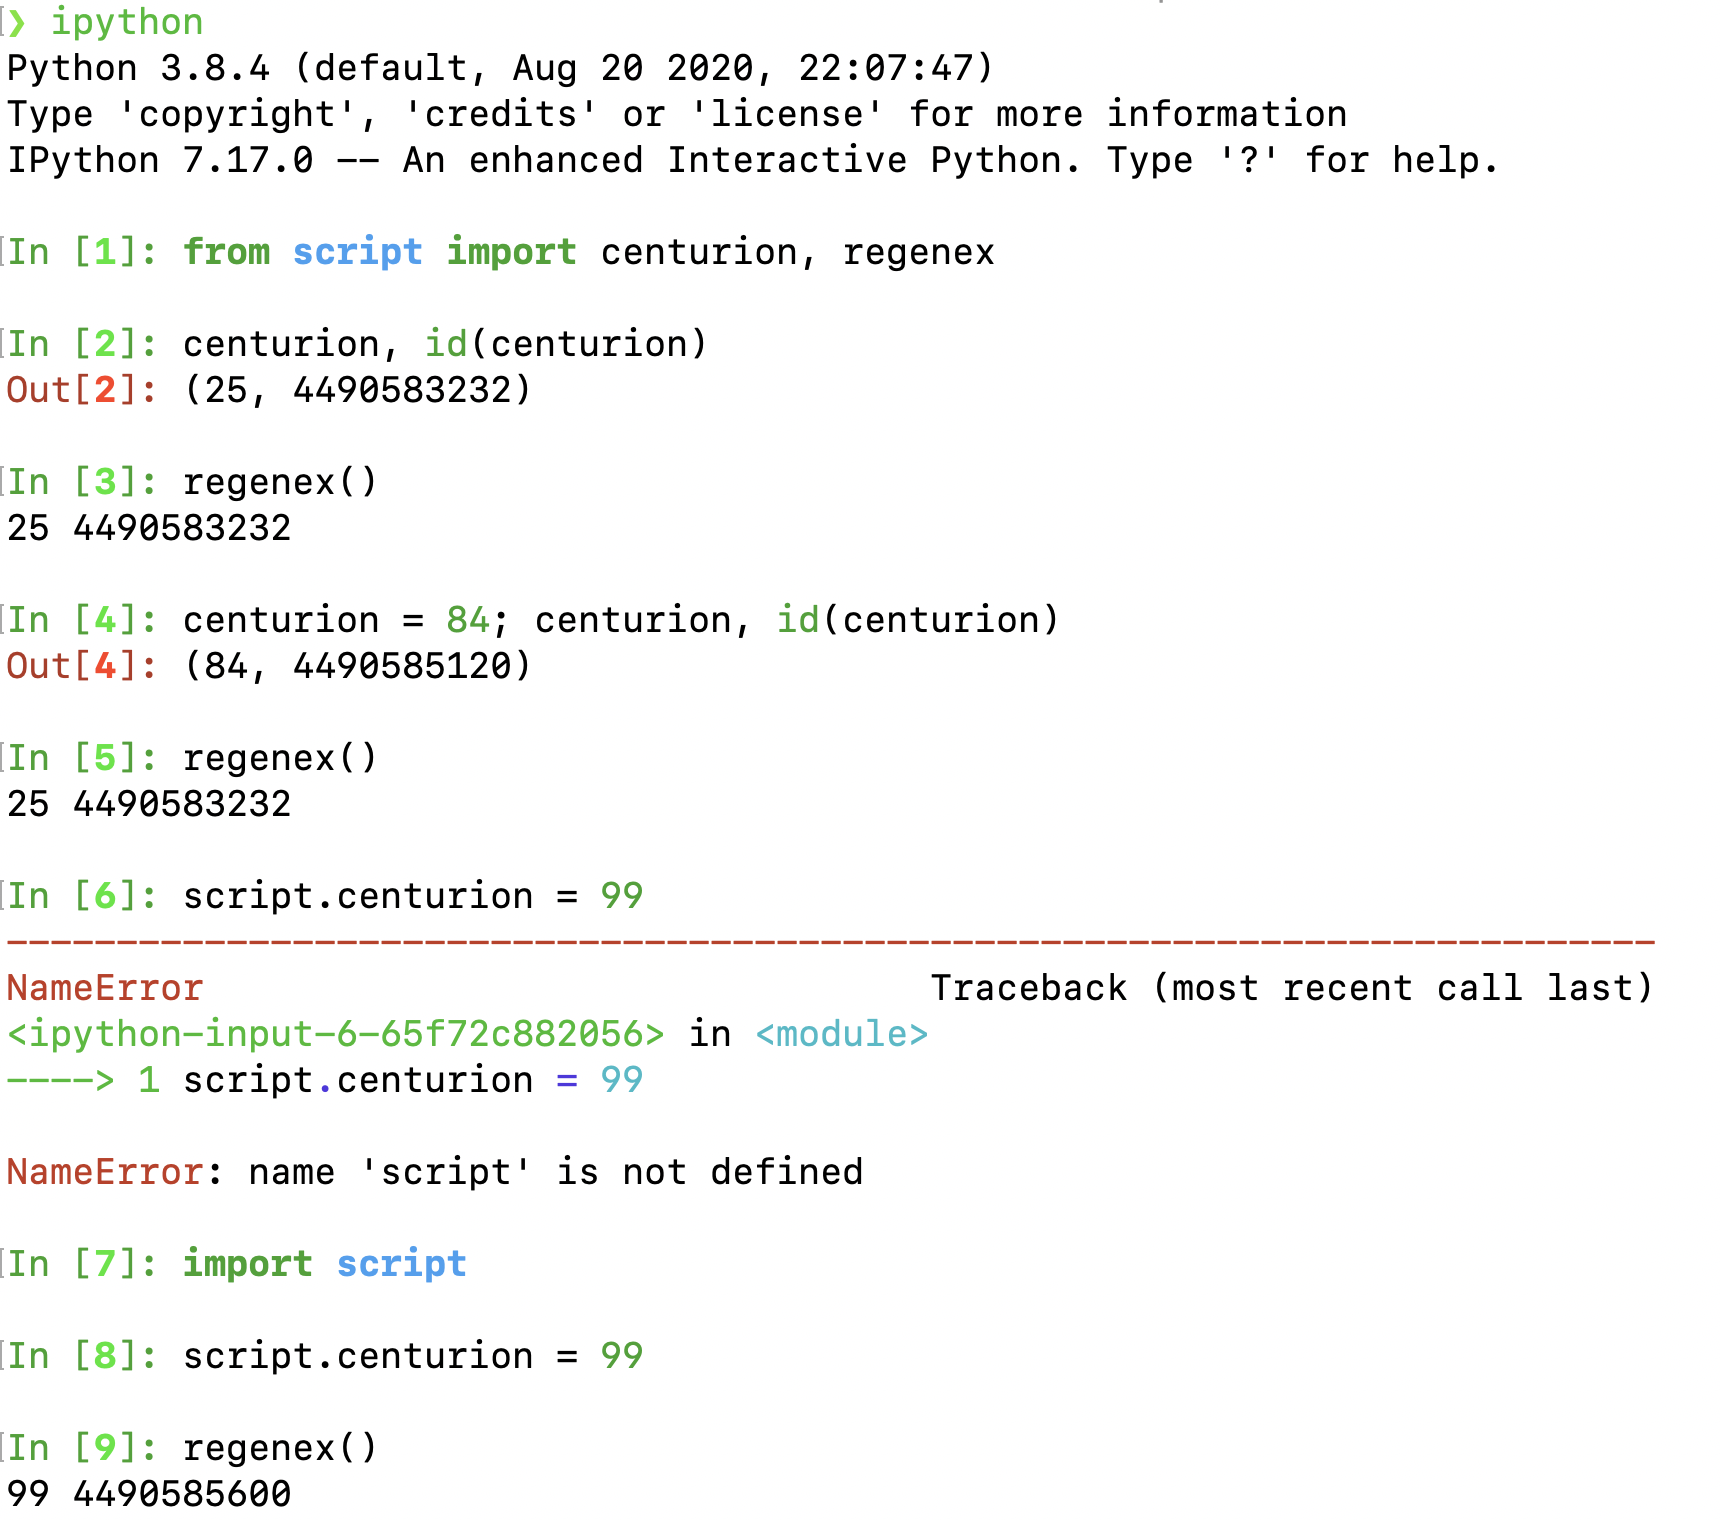 ❯ ipython
Python 3.8.4 (default, Aug 20 2020, 22:07:47)
Type 'copyright', 'credits' or 'license' for more information
IPython 7.17.0 -- An enhanced Interactive Python. Type '?' for help.
In [1]: from script import centurion, regenex
In [2]: centurion, id(centurion)
Out[2]: (25, 4490583232)
In [3]: regenex()
25 4490583232
In [4]: centurion = 84; centurion, id(centurion)
Out[4]: (84, 4490585120)
In [5]: regenex()
25 4490583232
In [6]: script.centurion = 99
---------------------------------------------------------------------------
NameError                                 Traceback (most recent call last)
<ipython-input-6-65f72c882056> in <module>
----> 1 script.centurion = 99
NameError: name 'script' is not defined
In [7]: import script
In [8]: script.centurion = 99
In [9]: regenex()
99 4490585600